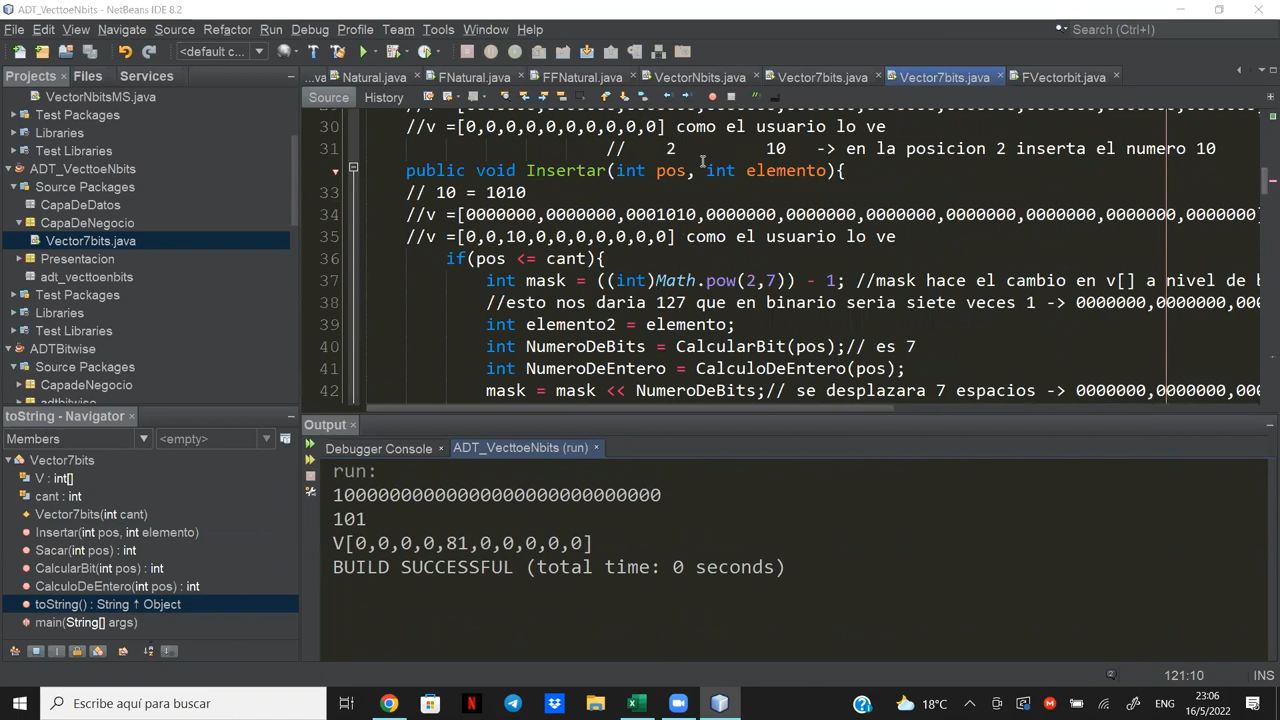 ADT_VecttoeNbits - NetBeans IDE 8.2
File Edit View Navigate Source Refactor Run Debug Profile Team Tools Window Help
Search (Ctrl+I)
<default c...
Projects Files Services
...va Natural.java FNatural.java FFNatural.java VectorNbits.java Vector7bits.java Vector7bits.java FVectorbit.java
Source History
VectorNbitsMS.java
Test Packages
Libraries
Test Libraries
ADT_VecttoeNbits
Source Packages
CapaDeDatos
CapaDeNegocio
Vector7bits.java
Presentacion
adt_vecttoenbits
Test Packages
Libraries
Test Libraries
ADTBitwise
Source Packages
CapadeNegocio
adtbitwise
30 //v =[0,0,0,0,0,0,0,0,0,0] como el usuario lo ve
31 // 2 10 -> en la posicion 2 inserta el numero 10
public void Insertar(int pos, int elemento){
33 // 10 = 1010
34 //v =[0000000,0000000,0001010,0000000,0000000,0000000,0000000,0000000,0000000,0000000]
35 //v =[0,0,10,0,0,0,0,0,0,0] como el usuario lo ve
36 if(pos <= cant){
37 int mask = ((int)Math.pow(2,7)) - 1; //mask hace el cambio en v[] a nivel de b
38 //esto nos daria 127 que en binario seria siete veces 1 -> 0000000,0000000,00
39 int elemento2 = elemento;
40 int NumeroDeBits = CalcularBit(pos);// es 7
41 int NumeroDeEntero = CalculoDeEntero(pos);
42 mask = mask << NumeroDeBits;// se desplazara 7 espacios -> 0000000,0000000,00
toString - Navigator
Members <empty>
Vector7bits
V : int[]
cant : int
Vector7bits(int cant)
Insertar(int pos, int elemento)
Sacar(int pos) : int
CalcularBit(int pos) : int
CalculoDeEntero(int pos) : int
toString() : String ↑ Object
main(String[] args)
Output
Debugger Console ADT_VecttoeNbits (run)
run:
10000000000000000000000000000
101
V[0,0,0,0,81,0,0,0,0,0]
BUILD SUCCESSFUL (total time: 0 seconds)
121:10 INS
Escribe aquí para buscar
18°C
ENG
23:06
16/5/2022